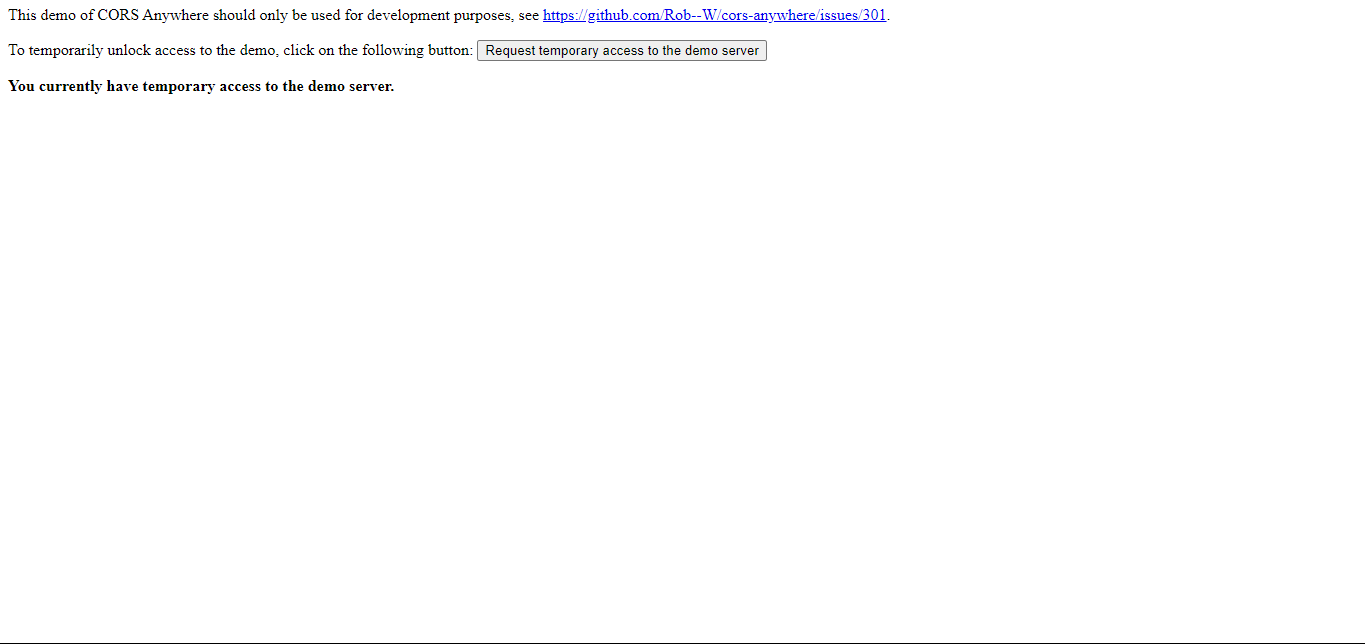 This demo of CORS Anywhere should only be used for development purposes, see https://github.com/Rob--W/cors-anywhere/issues/301.
To temporarily unlock access to the demo, click on the following button: Request temporary access to the demo server
You currently have temporary access to the demo server.